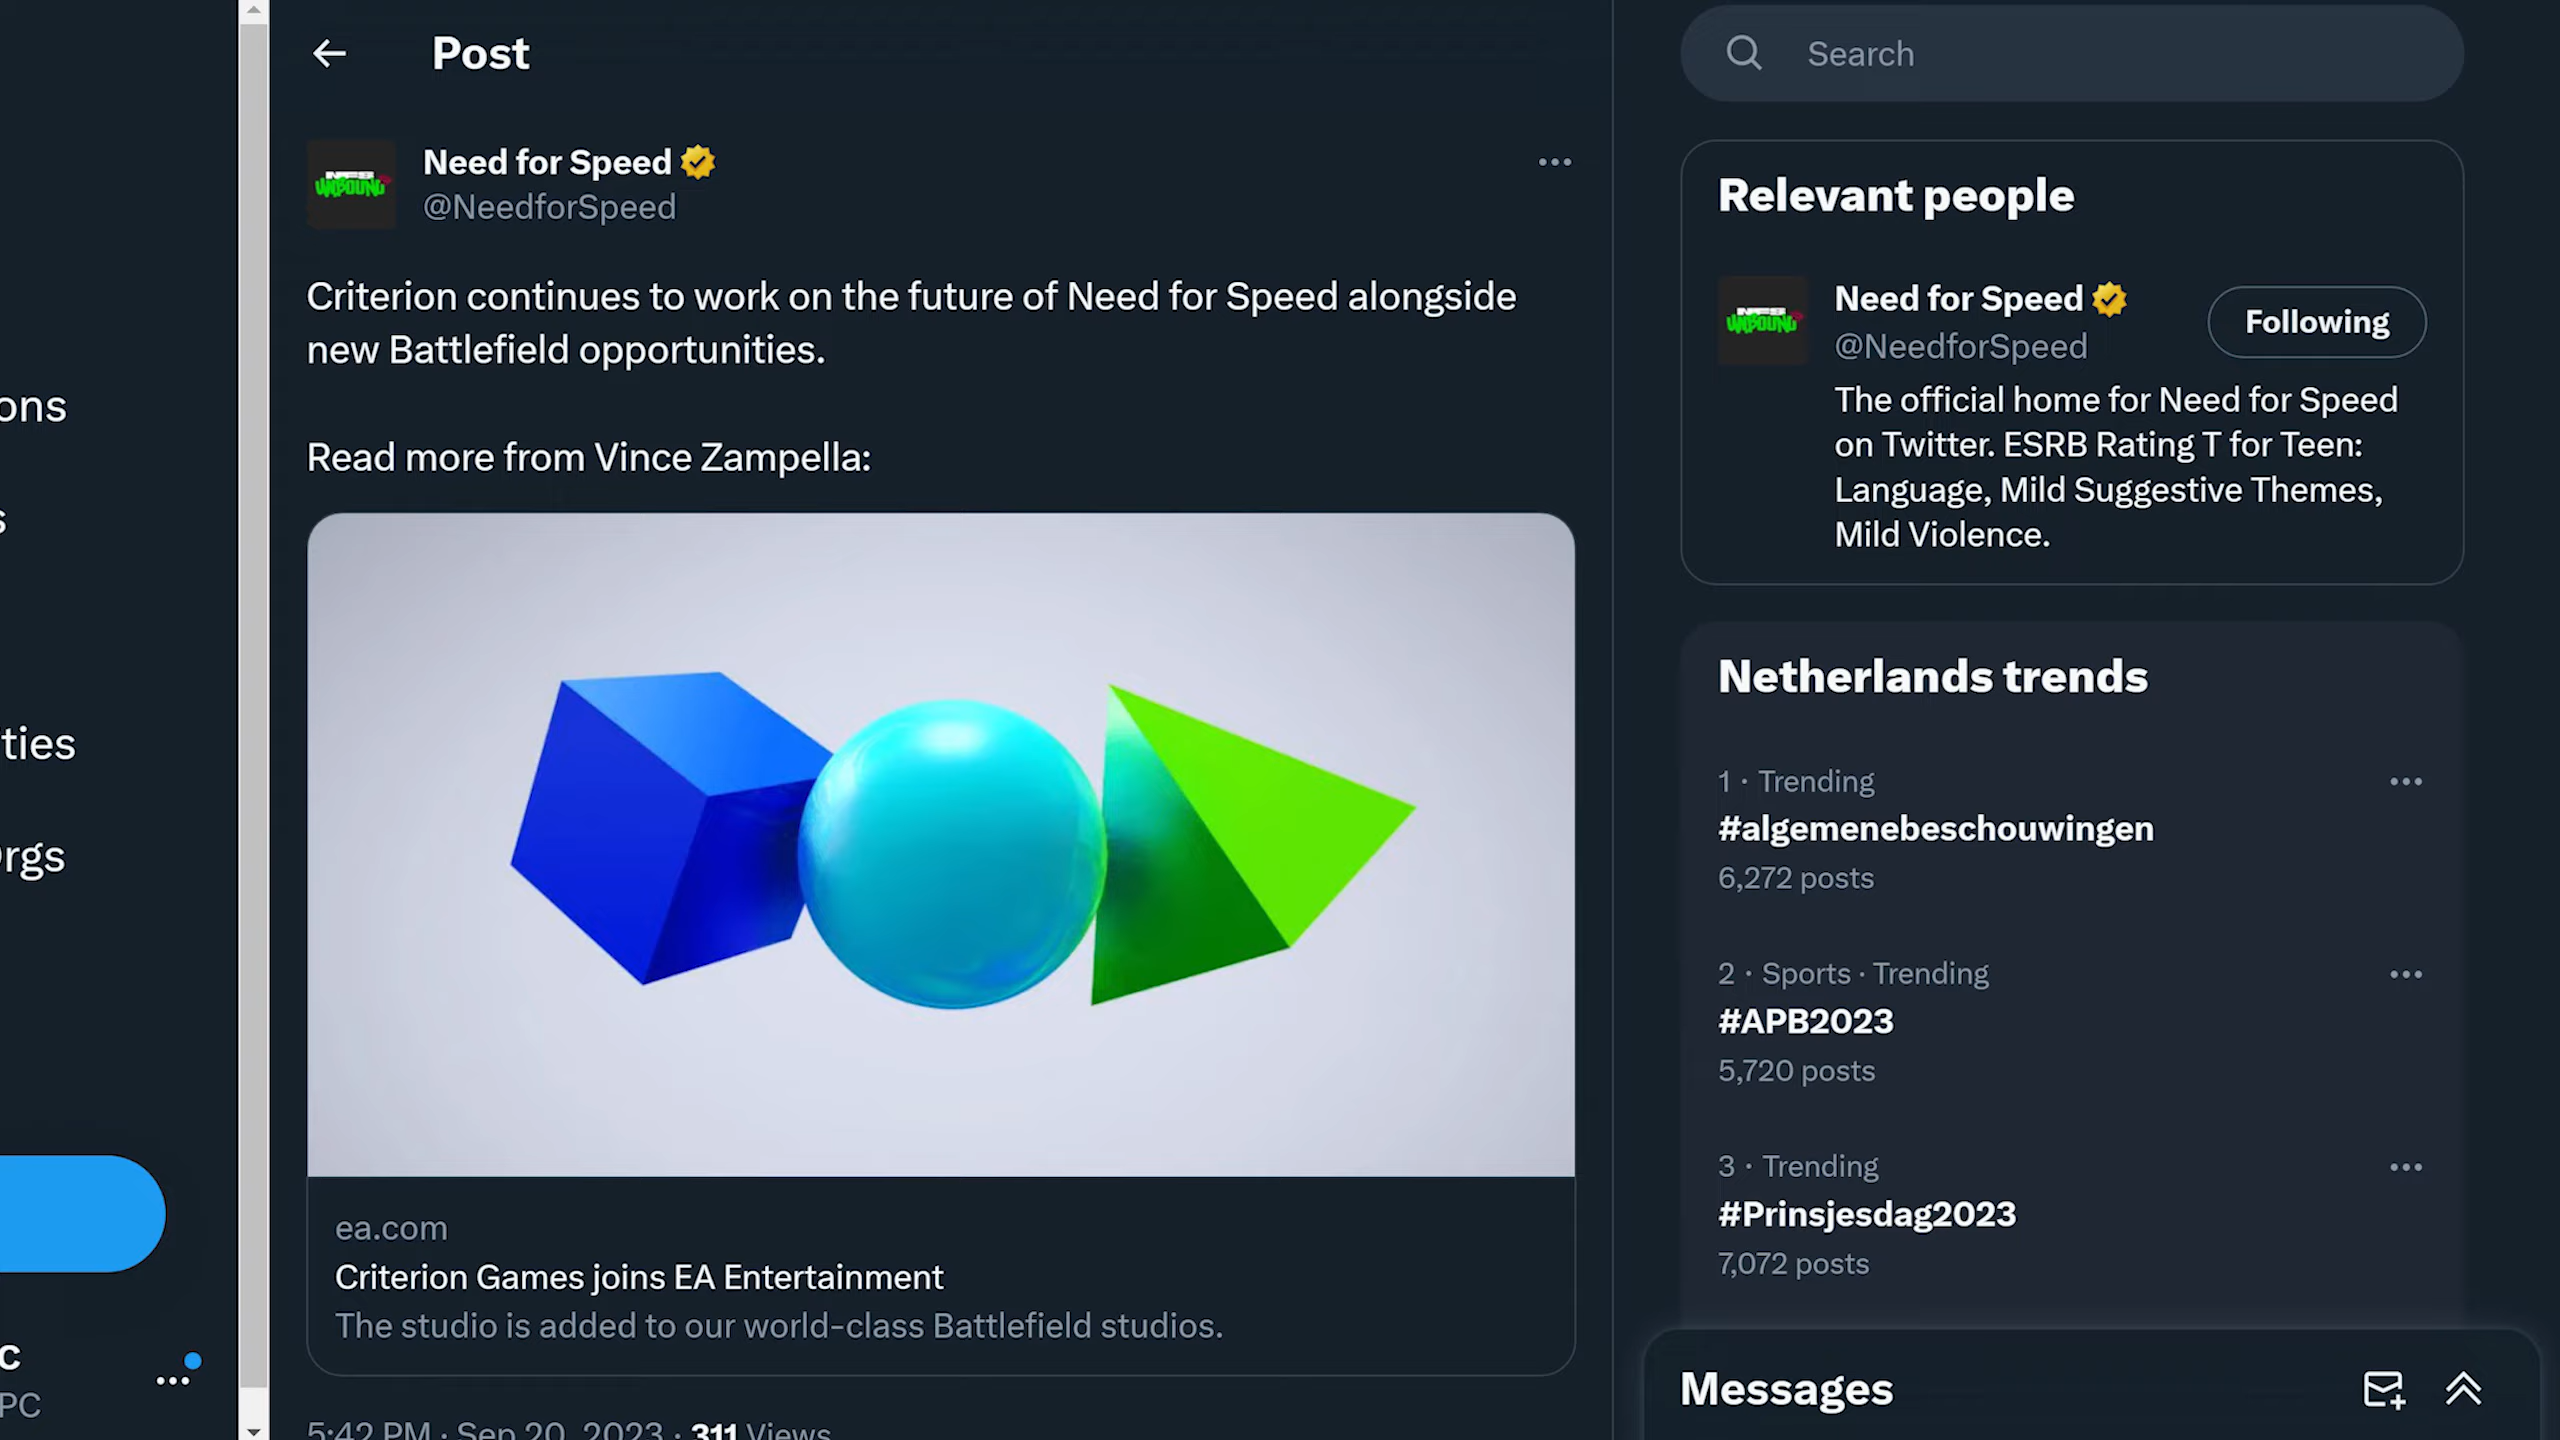 ons
s
ties
Orgs
c
PC
Post
Need for Speed
@NeedforSpeed
Criterion continues to work on the future of Need for Speed alongside
new Battlefield opportunities.
Read more from Vince Zampella:
ea.com
Criterion Games joins EA Entertainment
The studio is added to our world-class Battlefield studios.
5:42 PM · Sep 20, 2023 · 311 Views
Search
Relevant people
Need for Speed
@NeedforSpeed
Following
The official home for Need for Speed
on Twitter. ESRB Rating T for Teen:
Language, Mild Suggestive Themes,
Mild Violence.
Netherlands trends
1 · Trending
#algemenebeschouwingen
6,272 posts
2 · Sports · Trending
#APB2023
5,720 posts
3 · Trending
#Prinsjesdag2023
7,072 posts
Messages